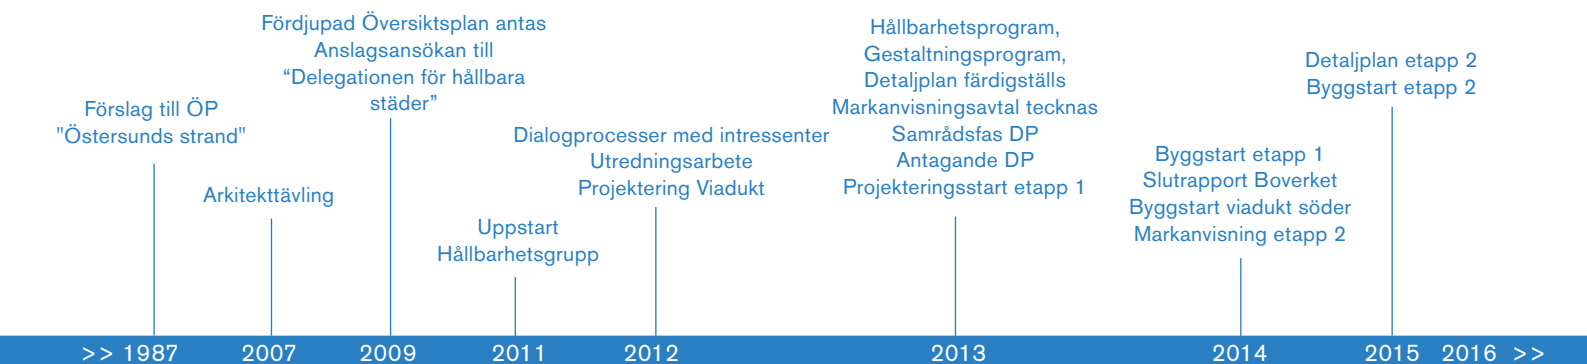 Förslag till ÖP
"Östersunds strand"
Arkitekttävling
Fördjupad Översiktsplan antas
Anslagsansökan till
“Delegationen för hållbara
städer”
Uppstart
Hållbarhetsgrupp
Dialogprocesser med intressenter
Utredningsarbete
Projektering Viadukt
Hållbarhetsprogram,
Gestaltningsprogram,
Detaljplan färdigställs
Markanvisningsavtal tecknas
Samrådsfas DP
Antagande DP
Projekteringsstart etapp 1
Byggstart etapp 1
Slutrapport Boverket
Byggstart viadukt söder
Markanvisning etapp 2
Detaljplan etapp 2
Byggstart etapp 2
>> 1987 2007 2009 2011 2012 2013 2014 2015 2016 >>